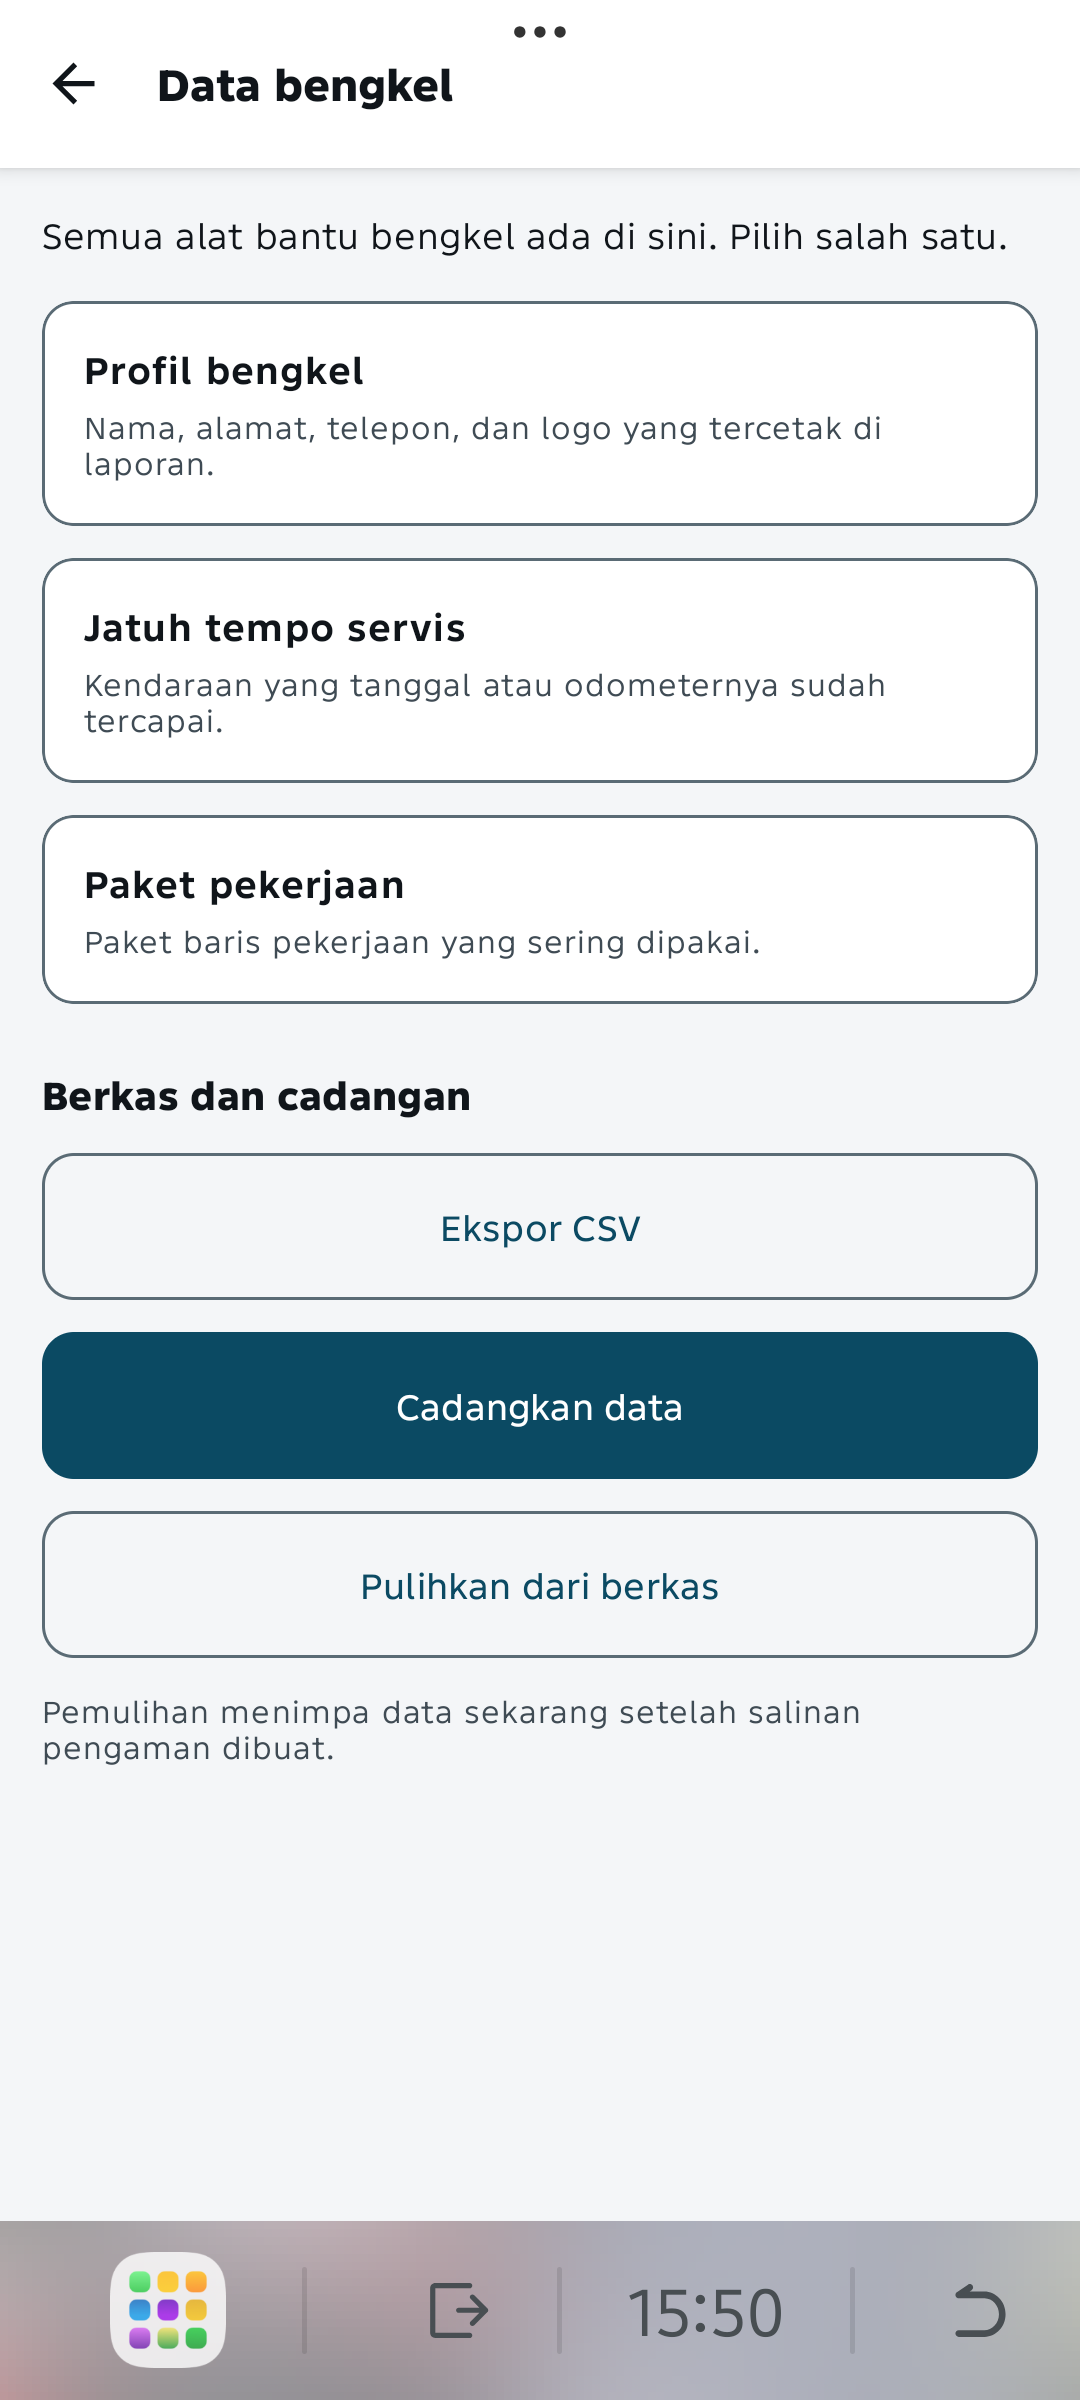 Data bengkel
Semua alat bantu bengkel ada di sini. Pilih salah satu.
Profil bengkel
Nama, alamat, telepon, dan logo yang tercetak di
laporan.
Jatuh tempo servis
Kendaraan yang tanggal atau odometernya sudah
tercapai.
Paket pekerjaan
Paket baris pekerjaan yang sering dipakai.
Berkas dan cadangan
Ekspor CSV
Cadangkan data
Pulihkan dari berkas
Pemulihan menimpa data sekarang setelah salinan
pengaman dibuat.
15:50